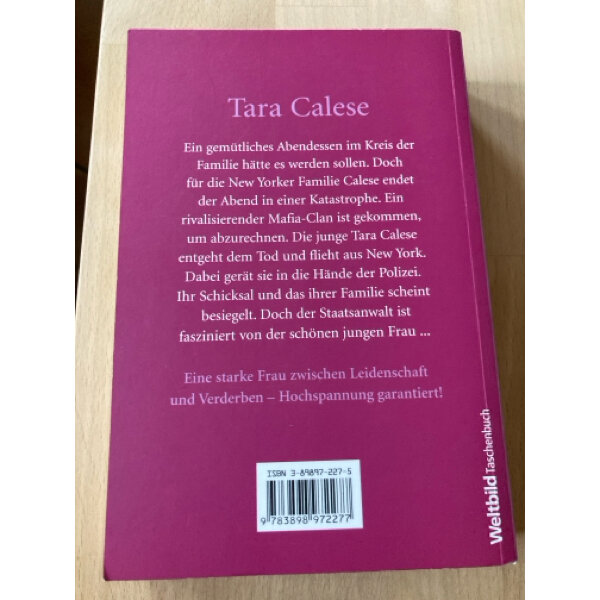 Tara Calese
Ein gemütliches Abendessen im Kreis der
Familie hätte es werden sollen. Doch
für die New Yorker Familie Calese endet
der Abend in einer Katastrophe. Ein
rivalisierender Mafia-Clan ist gekommen,
um abzurechnen. Die junge Tara Calese
entgeht dem Tod und flieht aus New York.
Dabei gerät sie in die Hände der Polizei.
Ihr Schicksal und das ihrer Familie scheint
besiegelt. Doch der Staatsanwalt ist
fasziniert von der schönen jungen Frau ...
Eine starke Frau zwischen Leidenschaft
und Verderben – Hochspannung garantiert!
ISBN 3-89897-227-5
9 783898 972277
Weltbild Taschenbuch